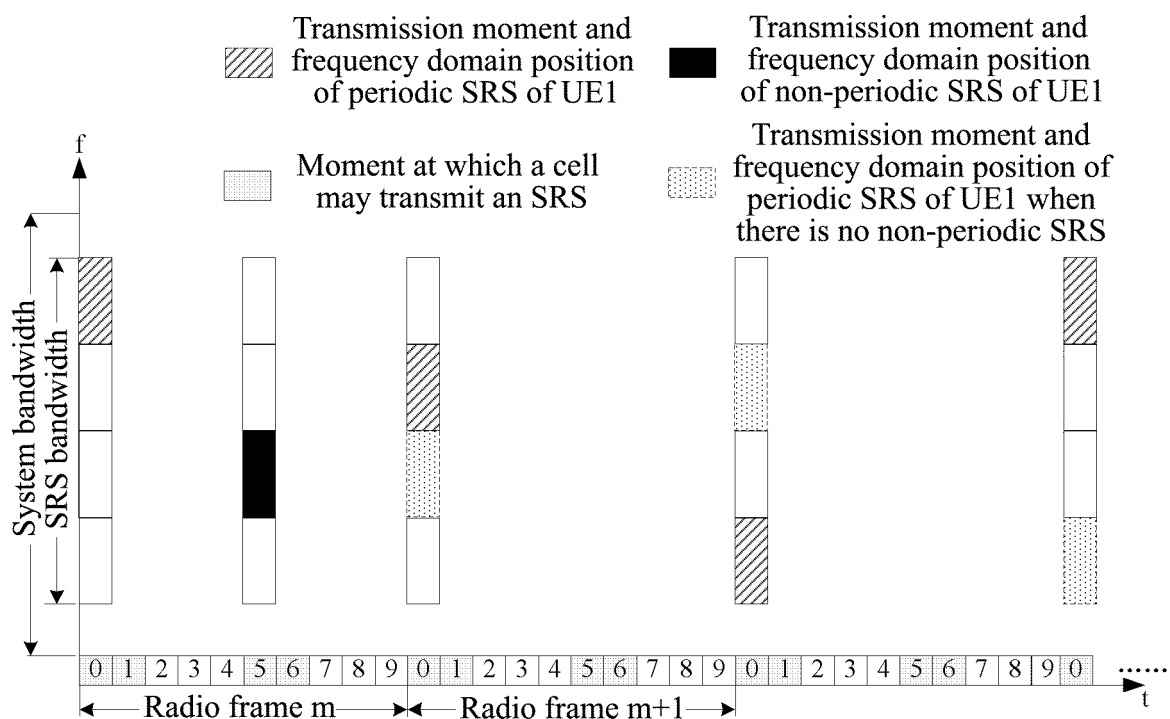 Transmission moment and
frequency domain position
of periodic SRS of UE1
Transmission moment and
frequency domain position
of non-periodic SRS of UE1
Moment at which a cell
may transmit an SRS
Transmission moment and
frequency domain position of
periodic SRS of UE1 when
there is no non-periodic SRS
f
System bandwidth
SRS bandwidth
0 1 2 3 4 5 6 7 8 9 0 1 2 3 4 5 6 7 8 9 0 1 2 3 4 5 6 7 8 9 0 ......
Radio frame m
Radio frame m+1
t